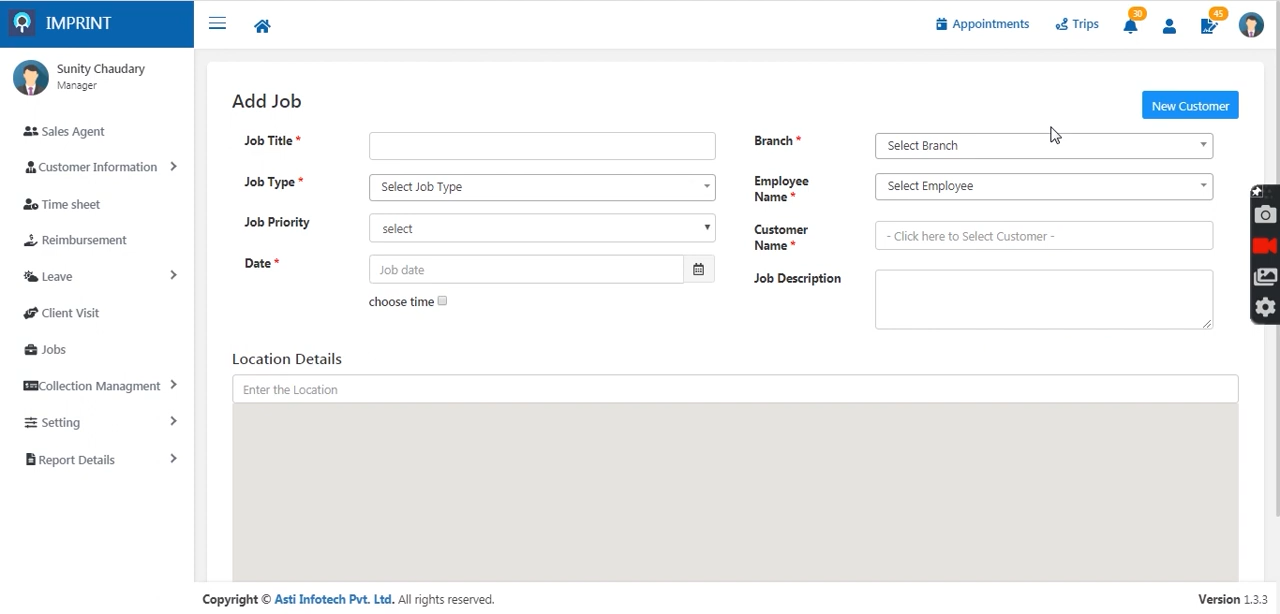 IMPRINT
Appointments
Trips
30
45
Sunity Chaudary
Manager
Sales Agent
Customer Information
Time sheet
Reimbursement
Leave
Client Visit
Jobs
Collection Managment
Setting
Report Details
Add Job
New Customer
Job Title *
Branch *
Select Branch
Job Type *
Select Job Type
Employee Name *
Select Employee
Job Priority
select
Customer Name *
- Click here to Select Customer -
Date *
Job date
choose time
Job Description
Location Details
Enter the Location
Copyright © Asti Infotech Pvt. Ltd. All rights reserved.
Version 1.3.3